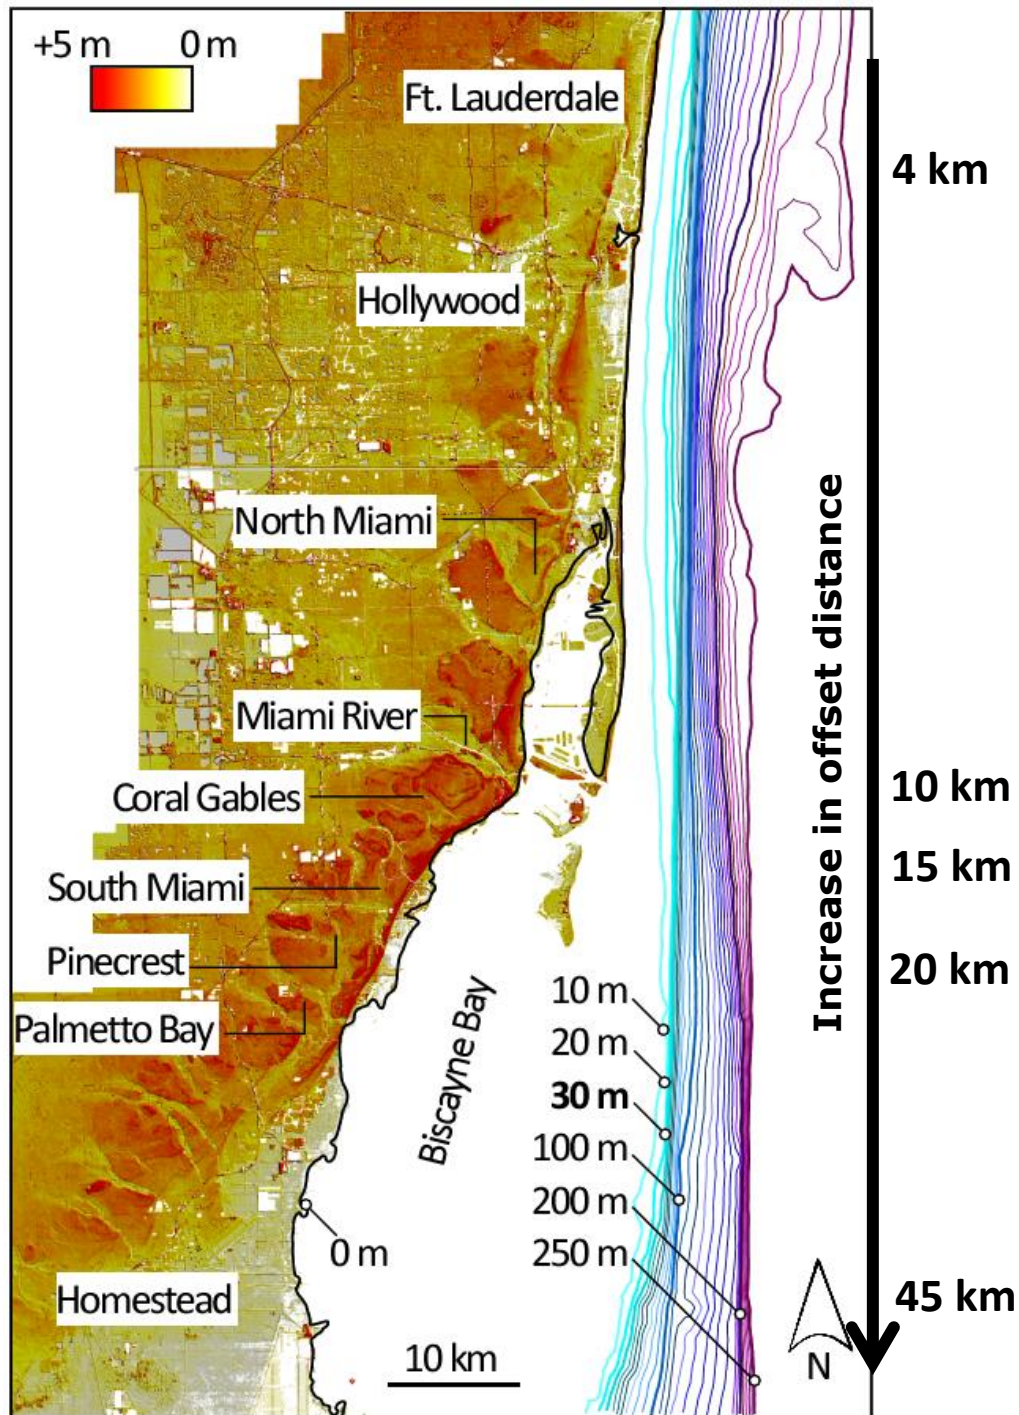 +5 m 0 m
Ft. Lauderdale
4 km
Hollywood
Increase in offset distance
North Miami
Miami River
Coral Gables
10 km
South Miami
15 km
Pinecrest
20 km
Palmetto Bay
Biscayne Bay
10 m
20 m
30 m
100 m
200 m
250 m
0 m
Homestead
45 km
10 km
N